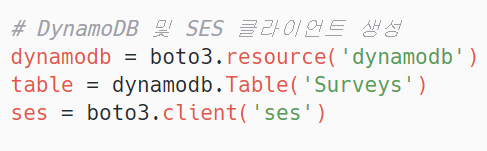 # DynamoDB 및 SES 클라이언트 생성
dynamodb = boto3.resource('dynamodb')
table = dynamodb.Table('Surveys')
ses = boto3.client('ses')